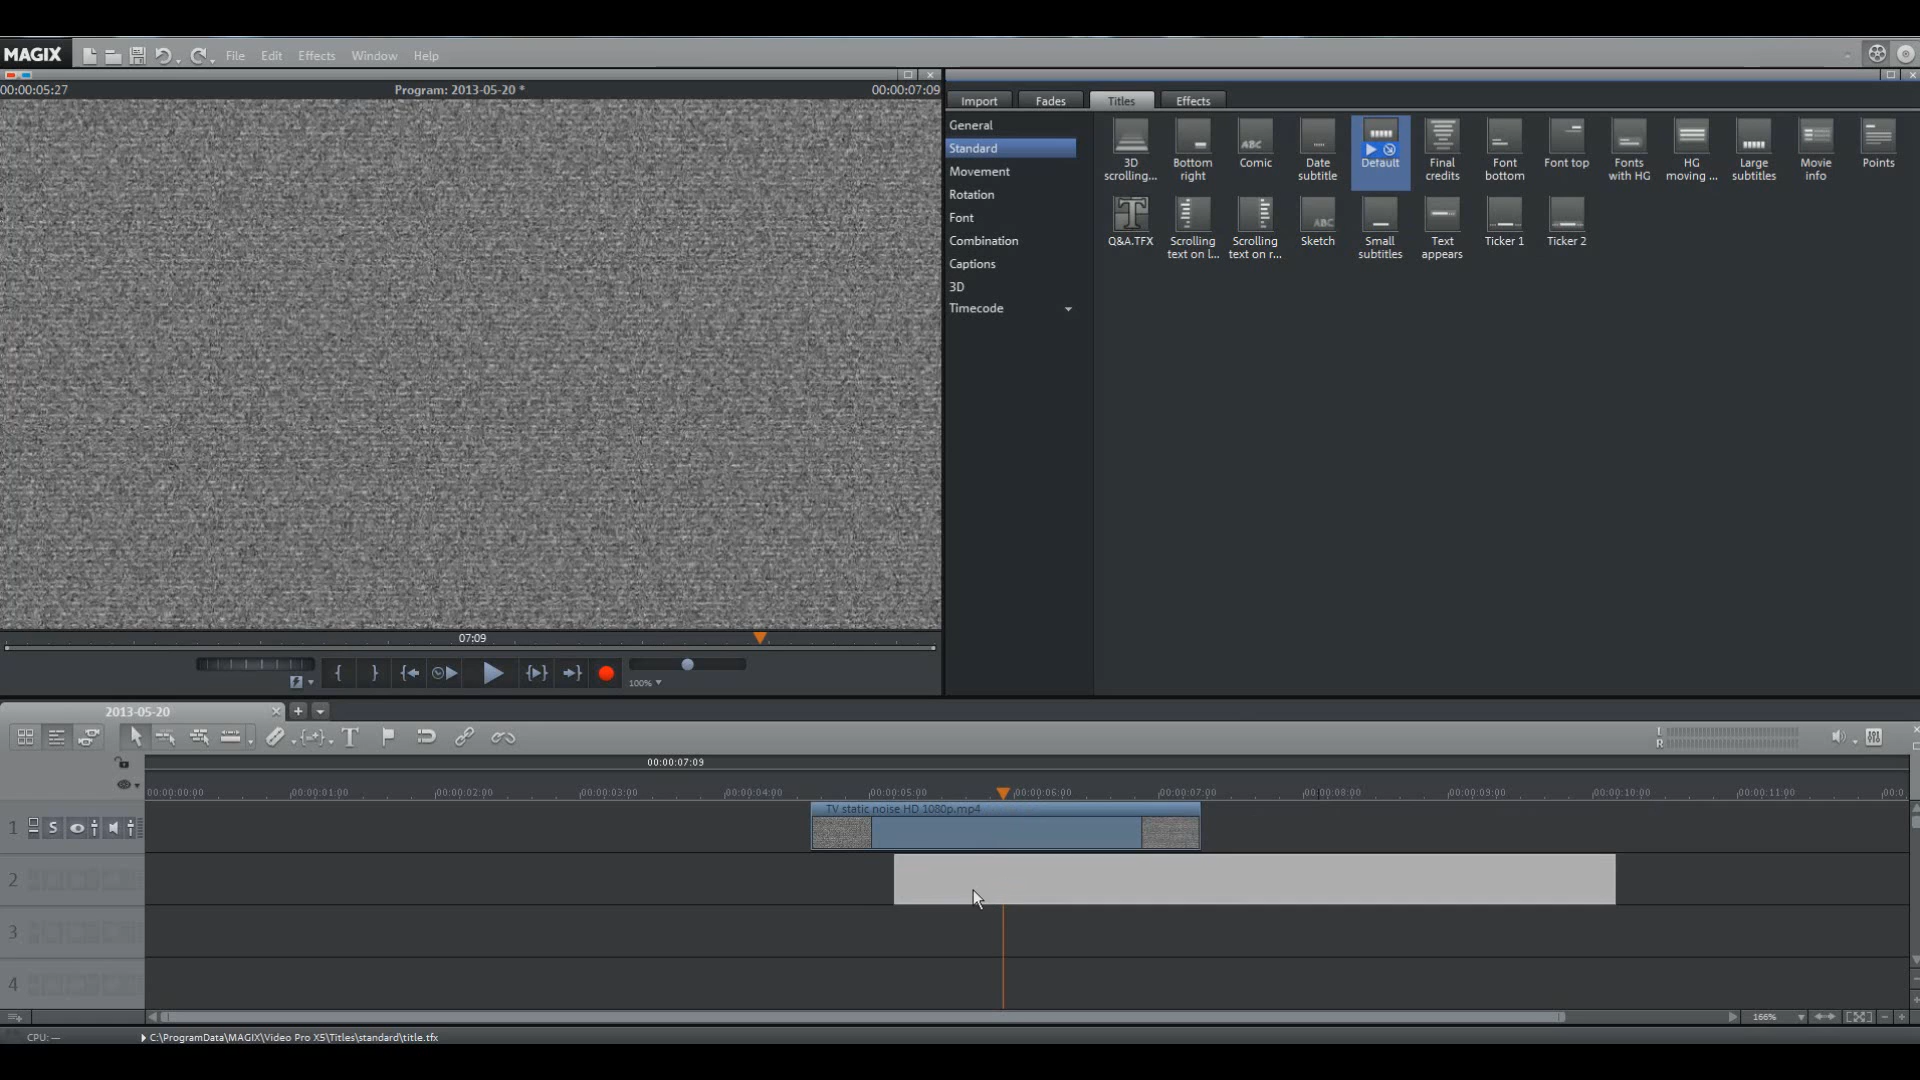 MAGIX File Edit Effects Window Help
00:00:05:27 Program: 2013-05-20 * 00:00:07:09
Import Fades Titles Effects
General
Standard
Movement
Rotation
Font
Combination
Captions
3D
Timecode
3D scrolling...
Bottom right
ABC
Comic
Date subtitle
Default
Final credits
Font bottom
Font top
Fonts with HG
HG moving ...
Large subtitles
Movie info
Points
T
Q&A.TFX
Scrolling text on l...
Scrolling text on r...
ABC
Sketch
Small subtitles
Text appears
Ticker 1
Ticker 2
07:09
100%
2013-05-20
T
L
R
00:00:07:09
00:00:00:00 00:00:01:00 00:00:02:00 00:00:03:00 00:00:04:00 00:00:05:00 00:00:06:00 00:00:07:00 00:00:08:00 00:00:09:00 00:00:10:00 00:00:11:00 00:0
TV static noise HD 1080p.mp4
1 S
2
3
4
166%
CPU: — C:\ProgramData\MAGIX\Video Pro X5\Titles\standard\title.tfx